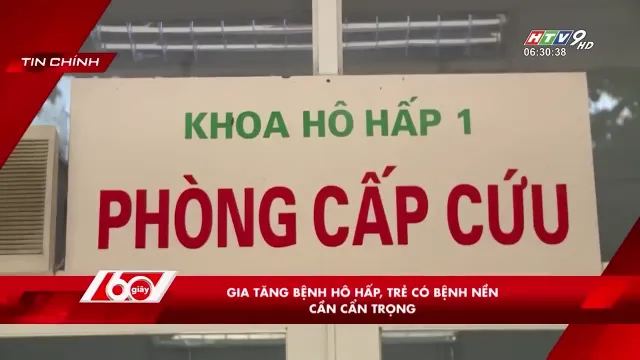 TIN CHÍNH
HTV9 HD
06:30:38
KHOA HÔ HẤP 1
PHÒNG CẤP CỨU
60 giây
GIA TĂNG BỆNH HÔ HẤP, TRẺ CÓ BỆNH NỀN
CẦN CẨN TRỌNG